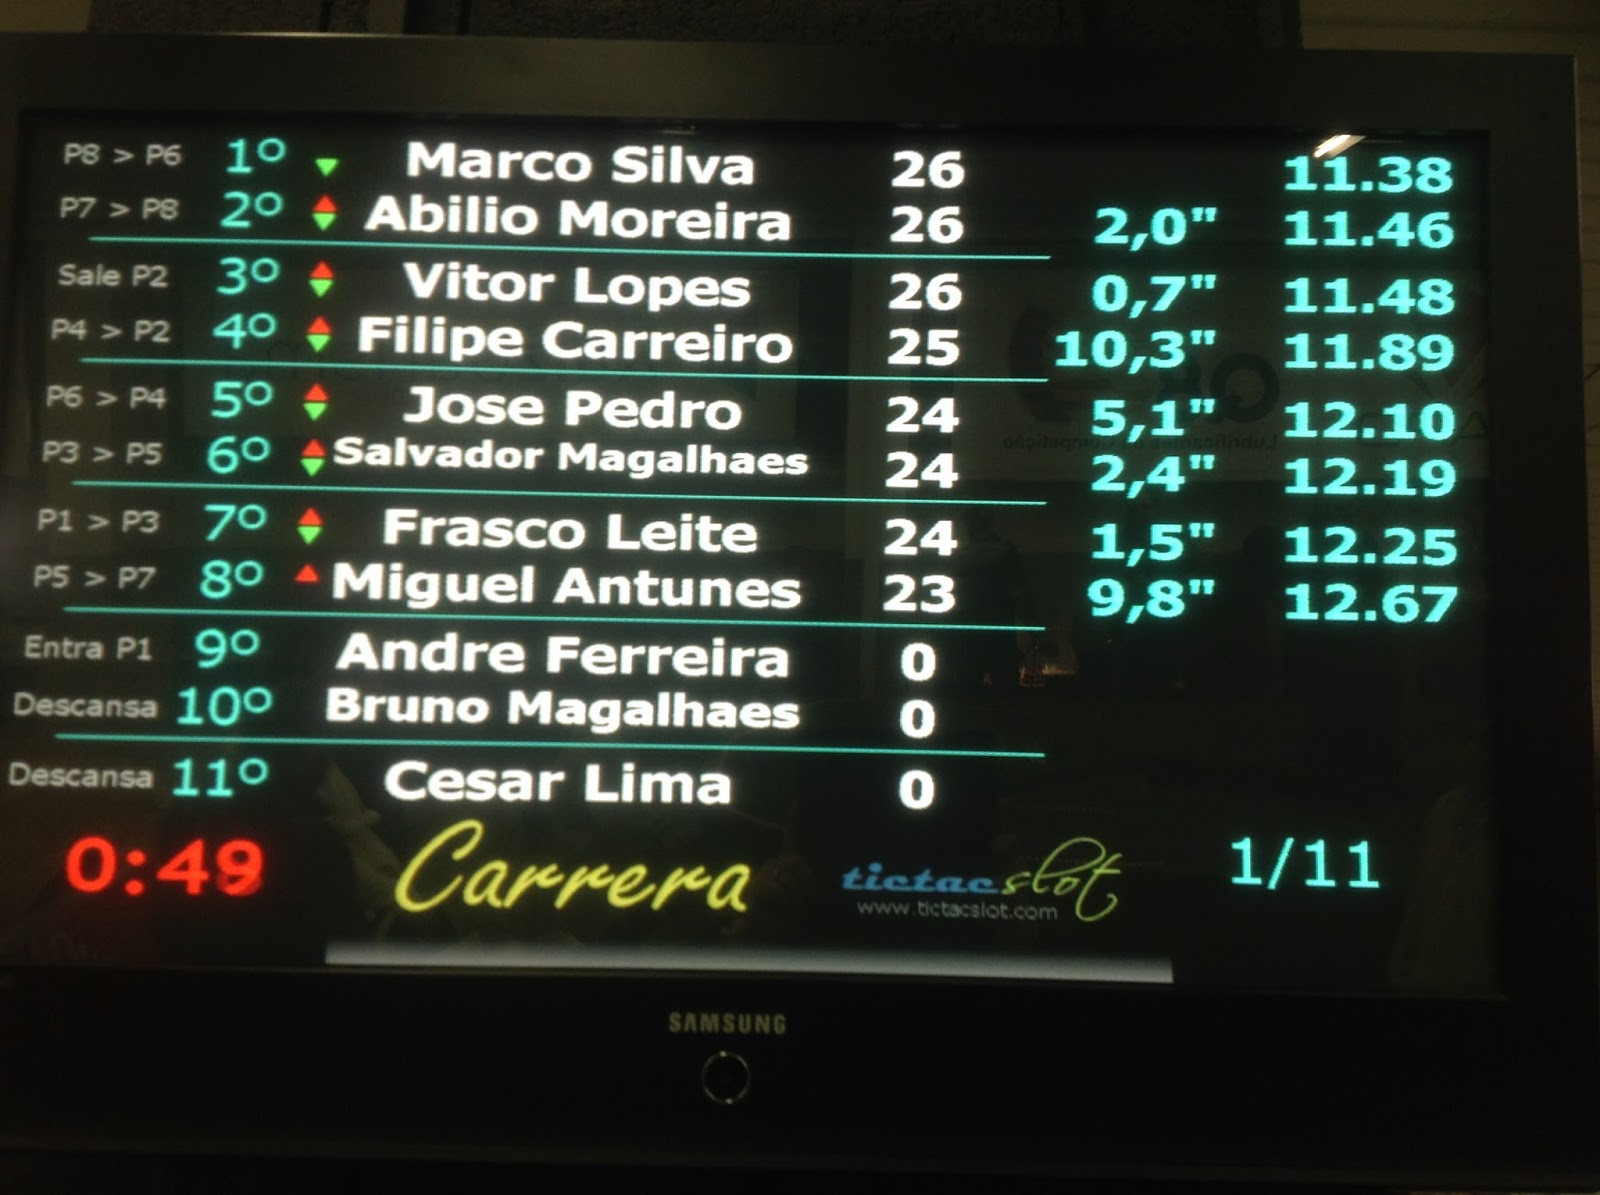 P8 > P6 1º Marco Silva 26 11.38
P7 > P8 2º Abilio Moreira 26 2,0" 11.46
Sale P2 3º Vitor Lopes 26 0,7" 11.48
P4 > P2 4º Filipe Carreiro 25 10,3" 11.89
P6 > P4 5º Jose Pedro 24 5,1" 12.10
P3 > P5 6º Salvador Magalhaes 24 2,4" 12.19
P1 > P3 7º Frasco Leite 24 1,5" 12.25
P5 > P7 8º Miguel Antunes 23 9,8" 12.67
Entra P1 9º Andre Ferreira 0
Descansa 10º Bruno Magalhaes 0
Descansa 11º Cesar Lima 0
0:49 Carrera tictacslot 1/11
www.tictacslot.com
SAMSUNG